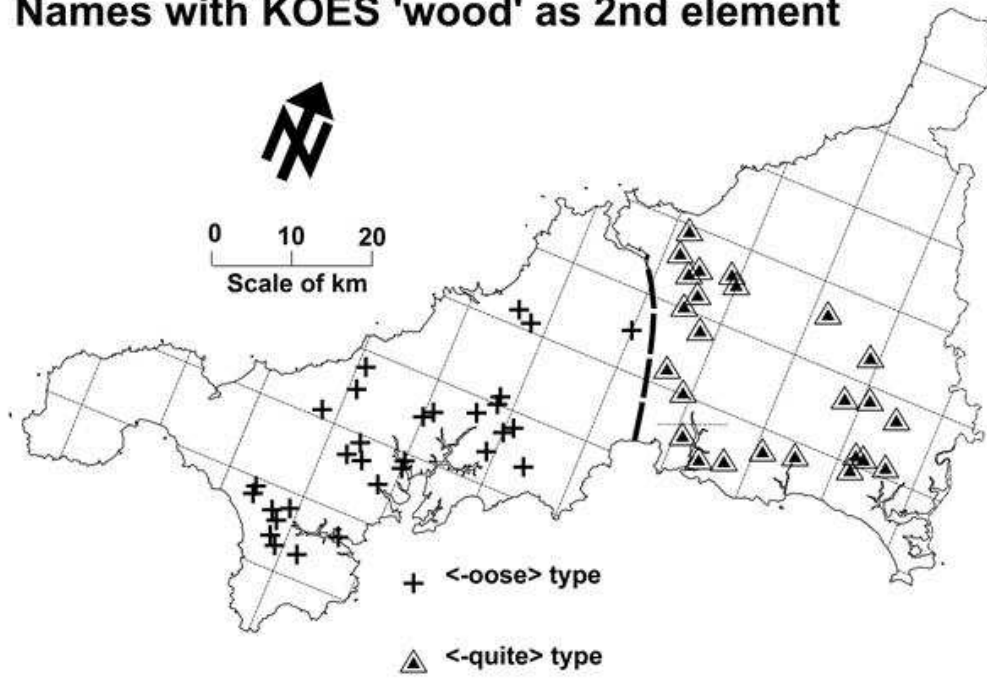 Names with KOES 'wood' as 2nd element
N
0 10 20
Scale of km
<-oose> type
<-quite> type